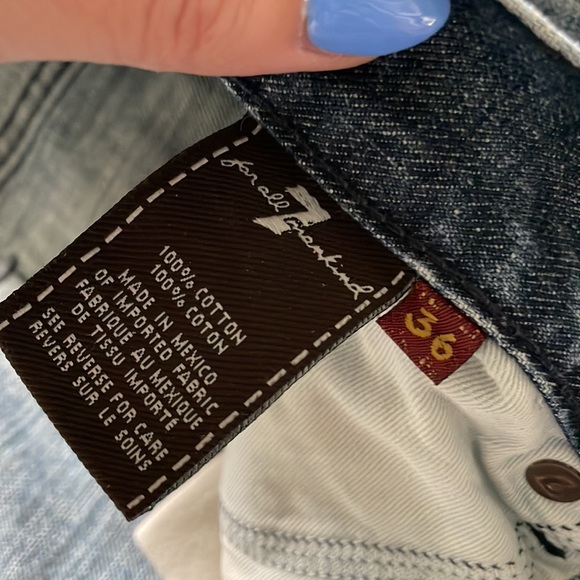 for all
7
mankind
100% COTTON
100% COTON
MADE IN MEXICO
OF IMPORTED FABRIC
FABRIQUE AU MEXIQUE
DE TISSU IMPORTÉ
SEE REVERSE FOR CARE
REVERS SUR LE SOINS
36